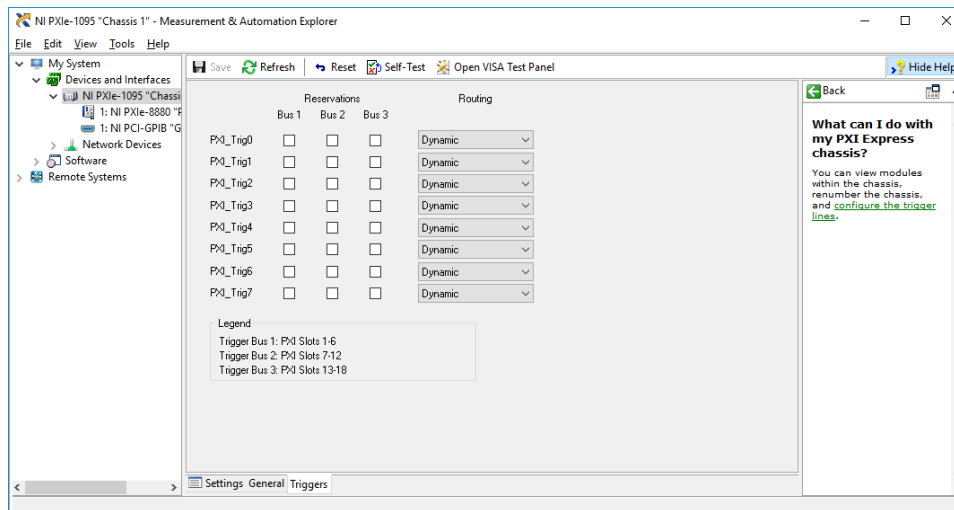 NI PXIe-1095 "Chassis 1" - Measurement & Automation Explorer
File Edit View Tools Help
My System
Devices and Interfaces
NI PXIe-1095 "Chassi
1: NI PXIe-8880 "F
1: NI PCI-GPIB "G
Network Devices
Software
Remote Systems
Save Refresh Reset Self-Test Open VISA Test Panel Hide Help
Reservations Routing
Bus 1 Bus 2 Bus 3
PXI_Trig0 Dynamic
PXI_Trig1 Dynamic
PXI_Trig2 Dynamic
PXI_Trig3 Dynamic
PXI_Trig4 Dynamic
PXI_Trig5 Dynamic
PXI_Trig6 Dynamic
PXI_Trig7 Dynamic
Legend
Trigger Bus 1: PXI Slots 1-6
Trigger Bus 2: PXI Slots 7-12
Trigger Bus 3: PXI Slots 13-18
Settings General Triggers
Back
What can I do with
my PXI Express
chassis?
You can view modules
within the chassis,
renumber the chassis,
and configure the trigger
lines.